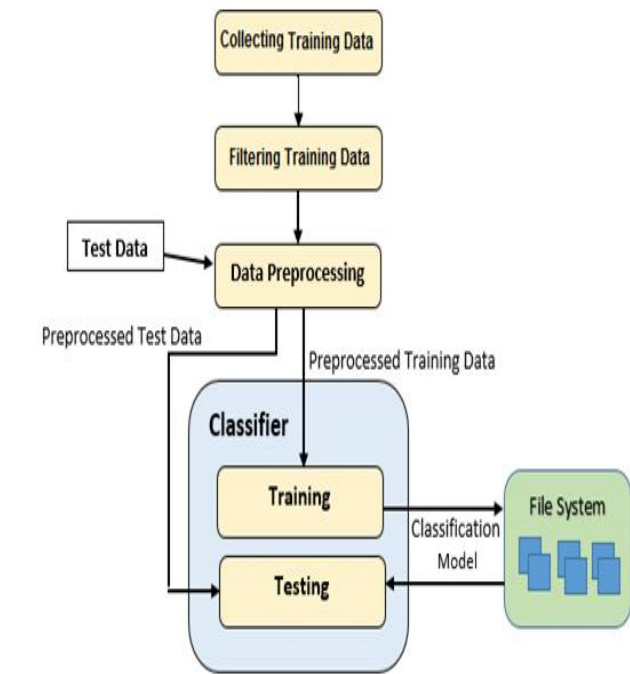 Collecting Training Data
Filtering Training Data
Test Data
Data Preprocessing
Preprocessed Test Data
Preprocessed Training Data
Classifier
Training
File System
Classification
Model
Testing